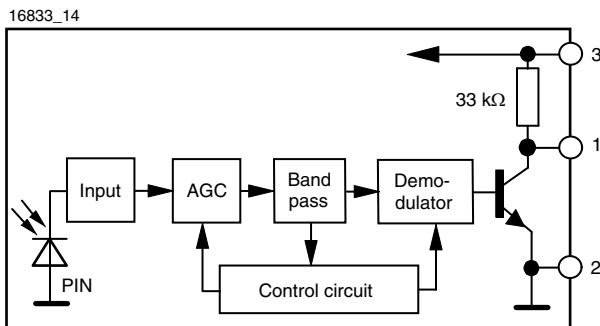 16833_14
3
33 kΩ
1
Input
AGC
Band
pass
Demo-
dulator
PIN
Control circuit
2